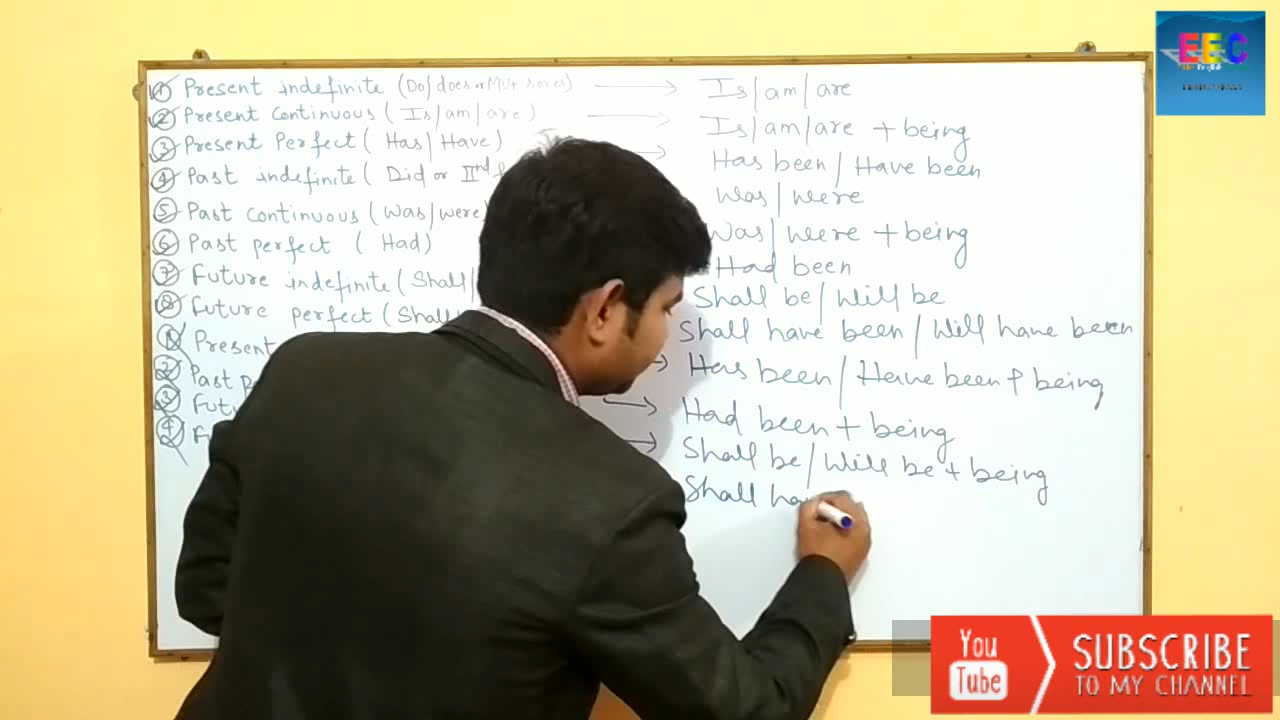 ① Present indefinite (Do/does or MV+ s or es) → Is/am/are
② Present Continuous (Is/am/are) → Is/am/are + being
③ Present Perfect (Has/Have) → Has been/Have been
④ Past indefinite (Did or IInd Was/were
⑤ Past continuous (Was/were) Was/were + being
⑥ Past perfect (Had) Had been
⑦ Future indefinite (Shall/ Shall be/Will be
⑧ Future perfect (Shall Shall have been/Will have been
① Present → Has been/Have been + being
② Past → Had been + being
③ → Shall be/Will be + being
④ Shall
EEC
You
Tube
SUBSCRIBE
TO MY CHANNEL